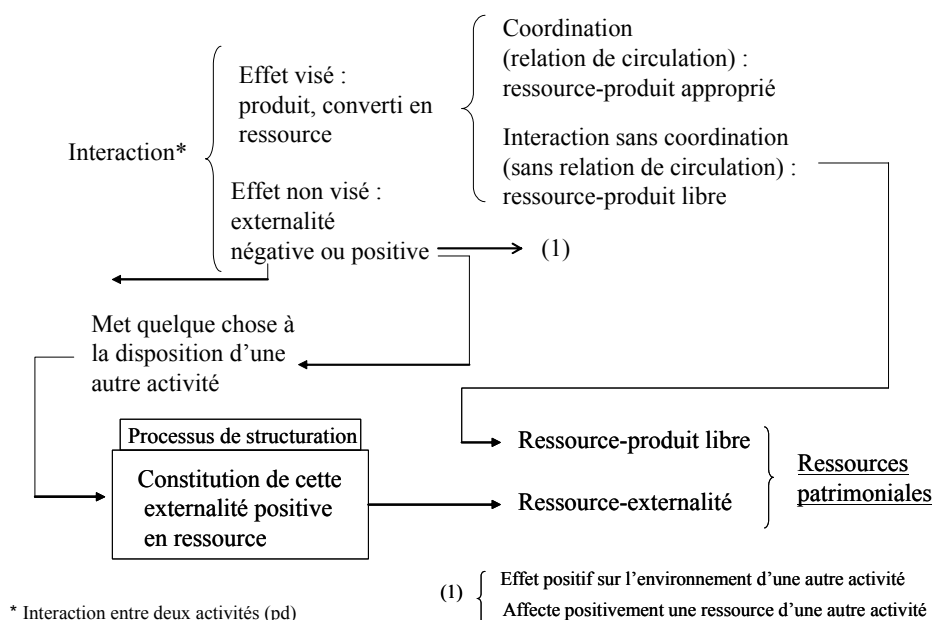 Coordination
(relation de circulation) :
ressource-produit approprié
Effet visé :
produit, converti en
ressource
Interaction sans coordination
(sans relation de circulation) :
ressource-produit libre
Interaction*
Effet non visé :
externalité
négative ou positive
(1)
Met quelque chose à
la disposition d’une
autre activité
Processus de structuration
Constitution de cette
externalité positive
en ressource
Ressource-produit libre
Ressource-externalité
Ressources
patrimoniales
(1)
Effet positif sur l’environnement d’une autre activité
Affecte positivement une ressource d’une autre activité
* Interaction entre deux activités (pd)